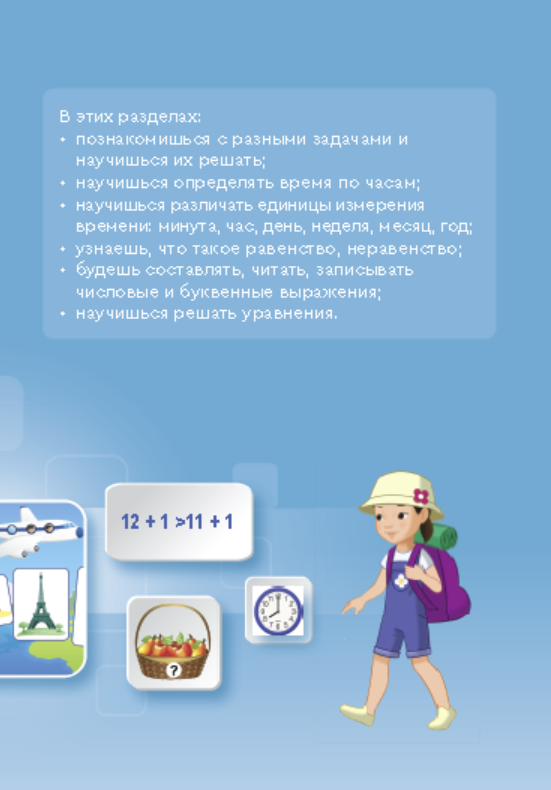 В этих разделах:
• познакомишься с разными задачами и
научишься их решать;
• научишься определять время по часам;
• научишься различать единицы измерения
времени: минута, час, день, неделя, месяц, год;
• узнаешь, что такое равенство, неравенство;
• будешь составлять, читать, записывать
числовые и буквенные выражения;
• научишься решать уравнения.
12 + 1 >11 + 1
?